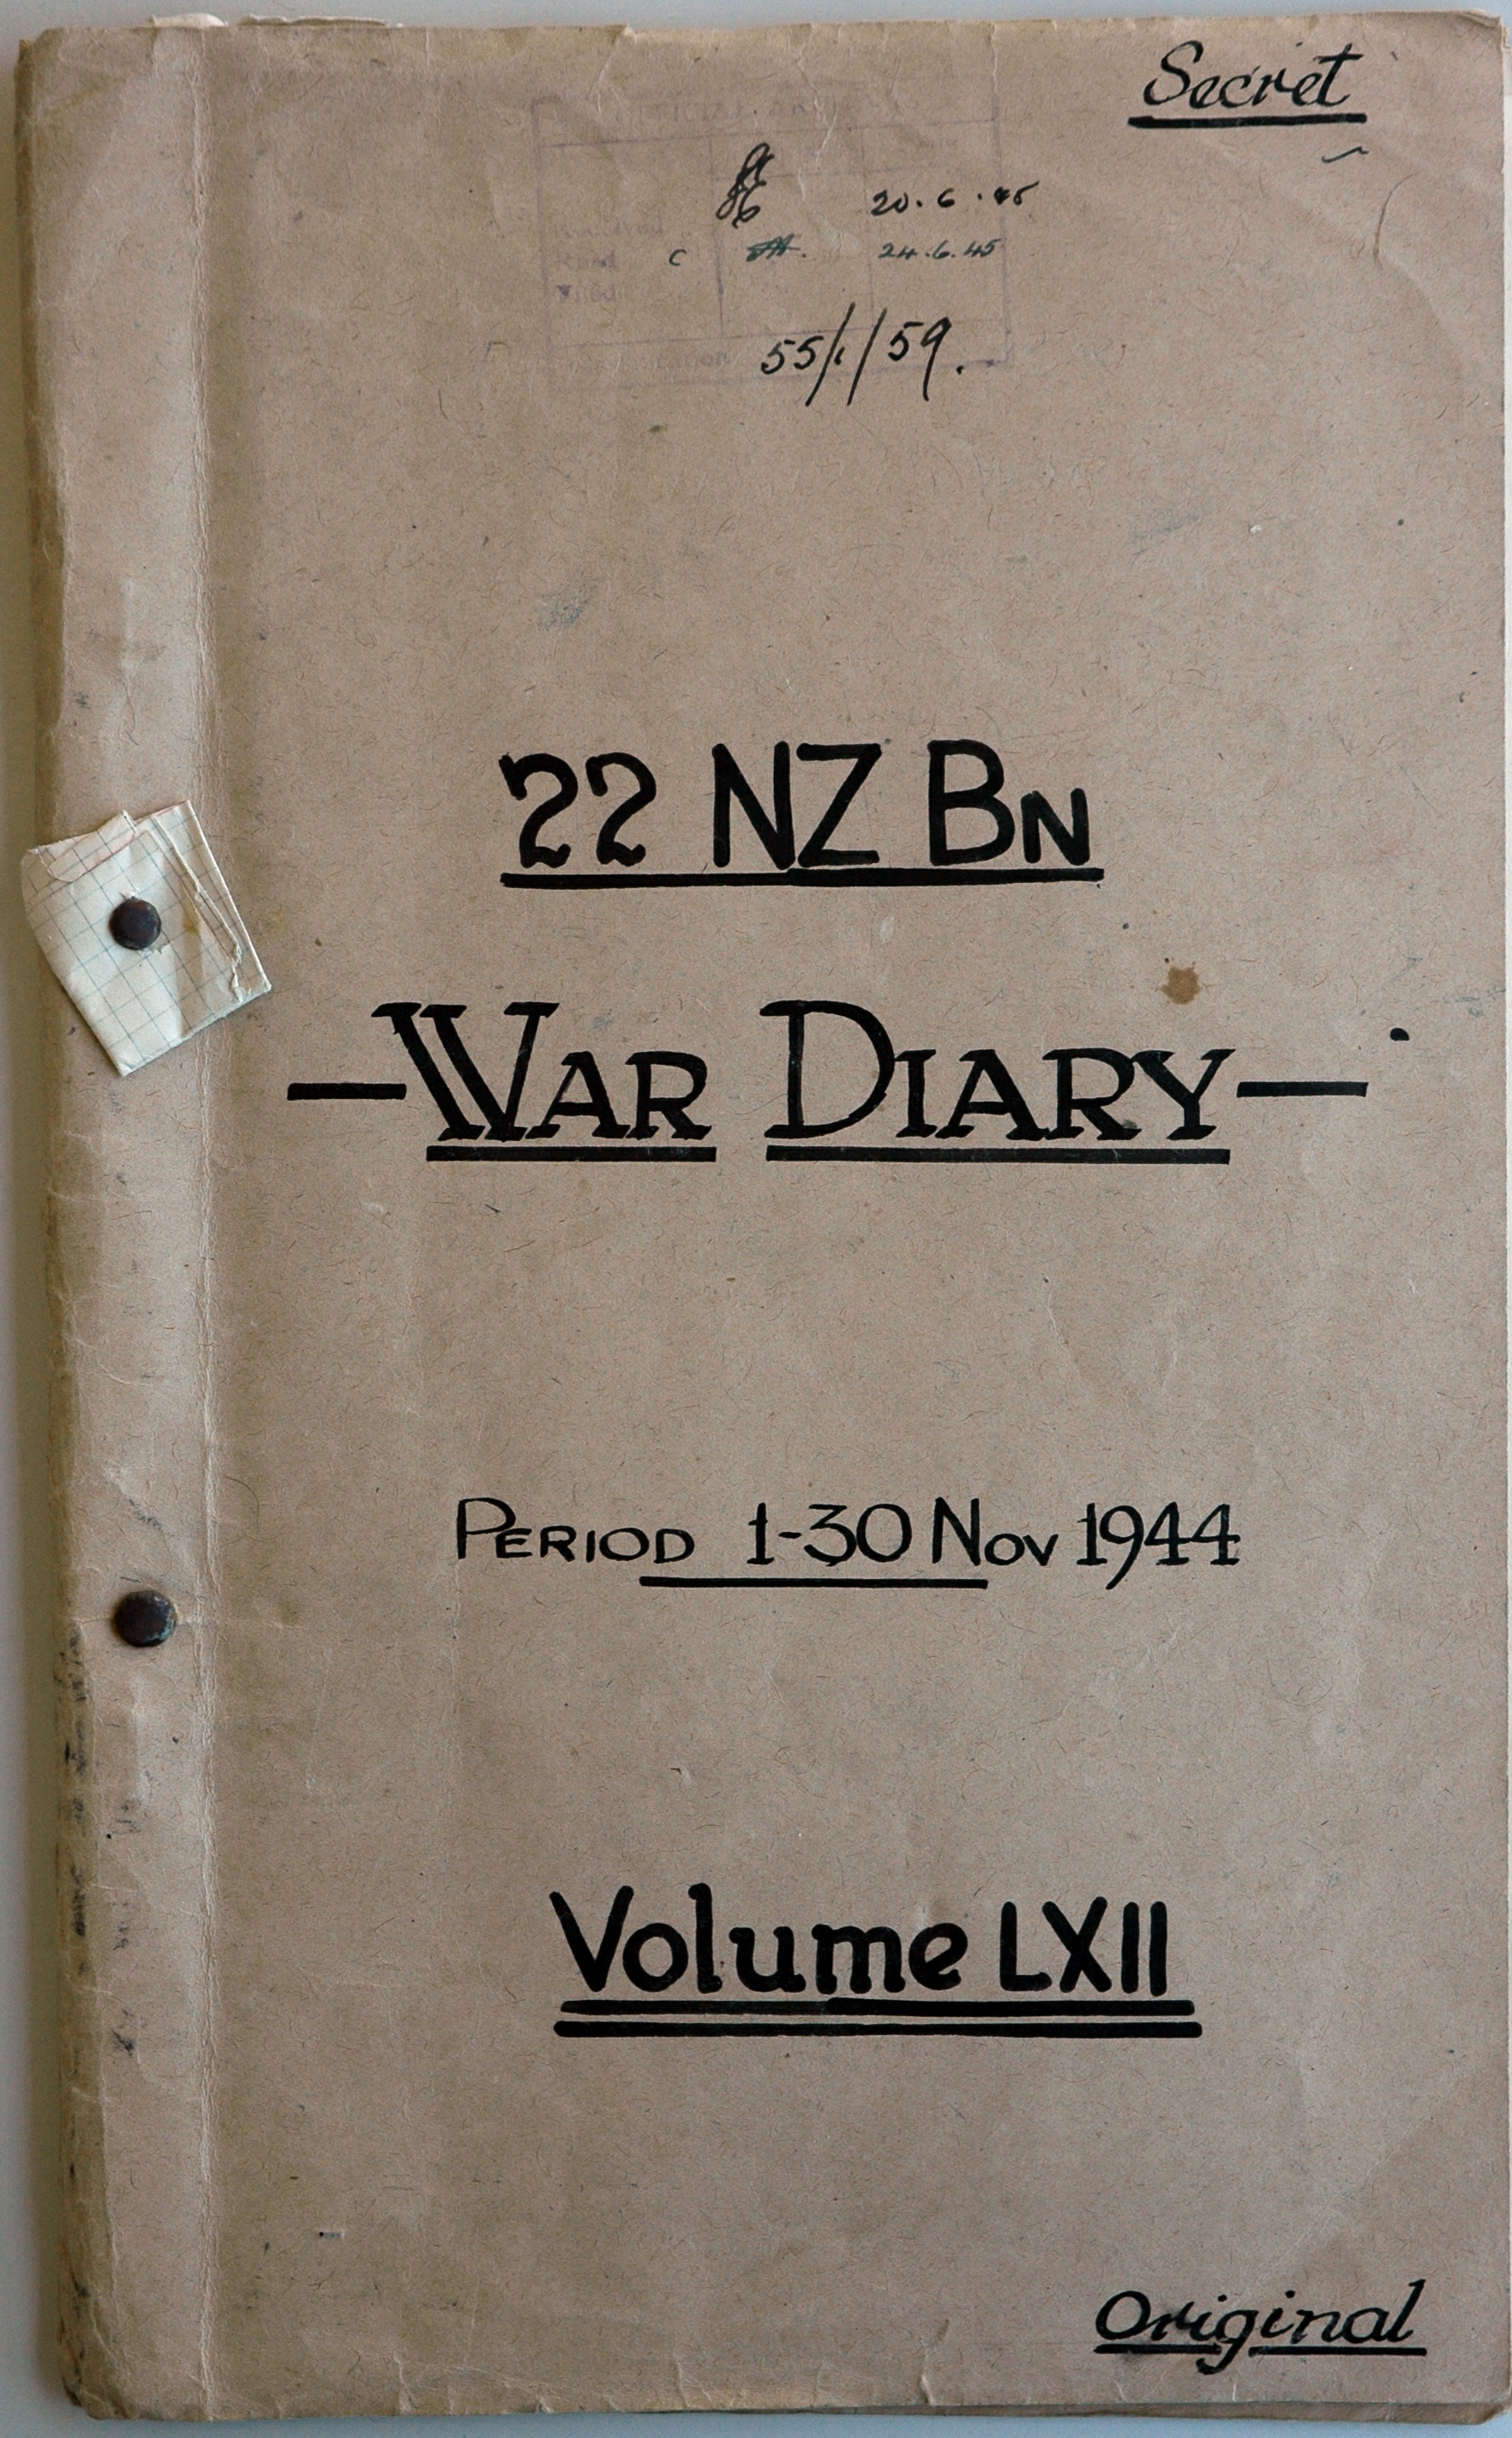 Secret
20.6.45
C
24.6.45
55/1/59.
22 NZ BN
—WAR DIARY—
PERIOD 1-30 NOV 1944
Volume LXII
Original